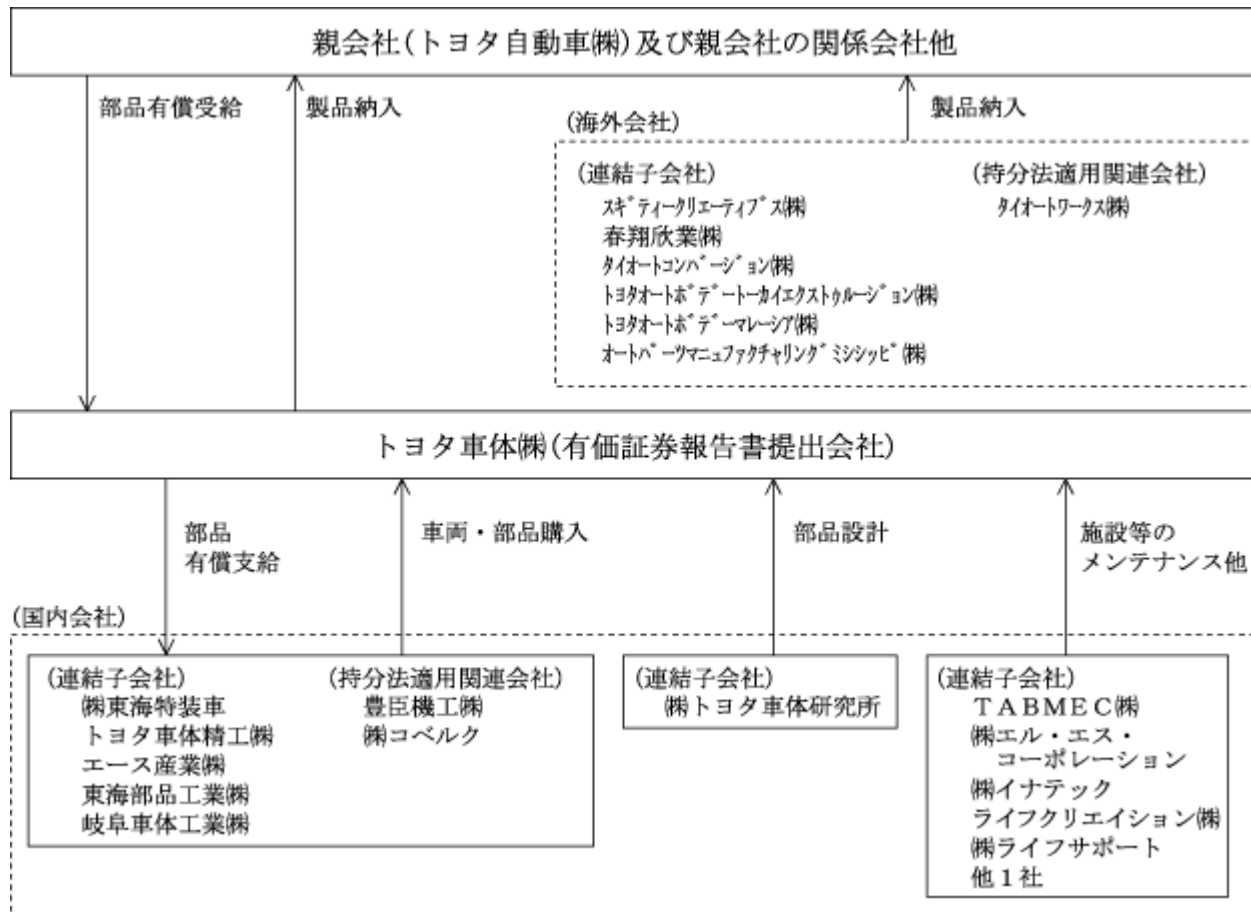 親会社(トヨタ自動車㈱)及び親会社の関係会社他
部品有償受給
製品納入
製品納入
(海外会社)
(連結子会社)
スギティークリエーティブス㈱
春翔欣業㈱
タイオートコンバージョン㈱
トヨタオートボデートーカイエクストゥルージョン㈱
トヨタオートボデーマレーシア㈱
オートパーツマニュファクチャリングミシシッピ㈱
(持分法適用関連会社)
タイオートワークス㈱
トヨタ車体㈱(有価証券報告書提出会社)
部品
有償支給
車両・部品購入
部品設計
施設等の
メンテナンス他
(国内会社)
(連結子会社)
㈱東海特装車
トヨタ車体精工㈱
エース産業㈱
東海部品工業㈱
岐阜車体工業㈱
(持分法適用関連会社)
豊臣機工㈱
㈱コベルク
(連結子会社)
㈱トヨタ車体研究所
(連結子会社)
TABMEC㈱
㈱エル・エス・
コーポレーション
㈱イナテック
ライフクリエイション㈱
㈱ライフサポート
他1社